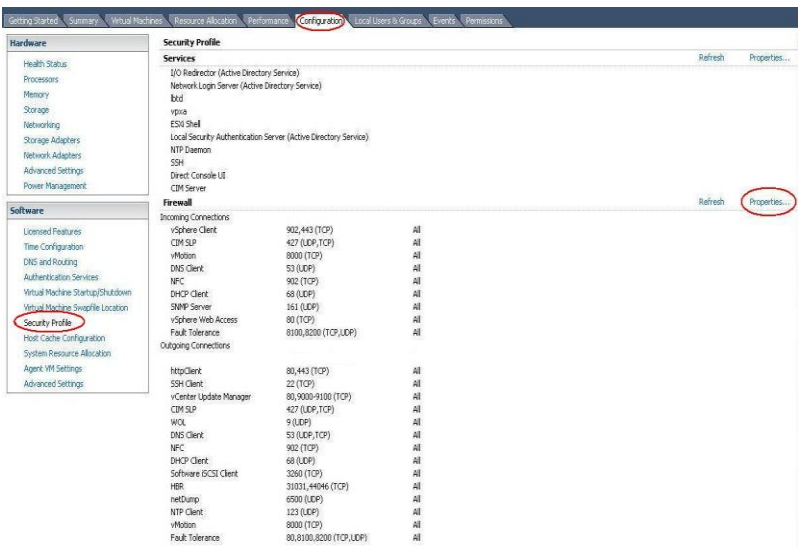 Getting Started Summary Virtual Machines Resource Allocation Performance Configuration Local Users & Groups Events Permissions
Hardware
Health Status
Processors
Memory
Storage
Networking
Storage Adapters
Network Adapters
Advanced Settings
Power Management
Software
Licensed Features
Time Configuration
DNS and Routing
Authentication Services
Virtual Machine Startup/Shutdown
Virtual Machine Swapfile Location
Security Profile
Host Cache Configuration
System Resource Allocation
Agent VM Settings
Advanced Settings
Security Profile
Services Refresh Properties...
I/O Redirector (Active Directory Service)
Network Login Server (Active Directory Service)
lbtd
vpxa
ESXi Shell
Local Security Authentication Server (Active Directory Service)
NTP Daemon
SSH
Direct Console UI
CIM Server
Firewall Refresh Properties...
Incoming Connections
vSphere Client 902,443 (TCP) All
CIM SLP 427 (UDP,TCP) All
vMotion 8000 (TCP) All
DNS Client 53 (UDP) All
NFC 902 (TCP) All
DHCP Client 68 (UDP) All
SNMP Server 161 (UDP) All
vSphere Web Access 80 (TCP) All
Fault Tolerance 8100,8200 (TCP,UDP) All
Outgoing Connections
httpClient 80,443 (TCP) All
SSH Client 22 (TCP) All
vCenter Update Manager 80,9000-9100 (TCP) All
CIM SLP 427 (UDP,TCP) All
WOL 9 (UDP) All
DNS Client 53 (UDP,TCP) All
NFC 902 (TCP) All
DHCP Client 68 (UDP) All
Software iSCSI Client 3260 (TCP) All
HBR 31031,44046 (TCP) All
netDump 6500 (UDP) All
NTP Client 123 (UDP) All
vMotion 8000 (TCP) All
Fault Tolerance 80,8100,8200 (TCP,UDP) All